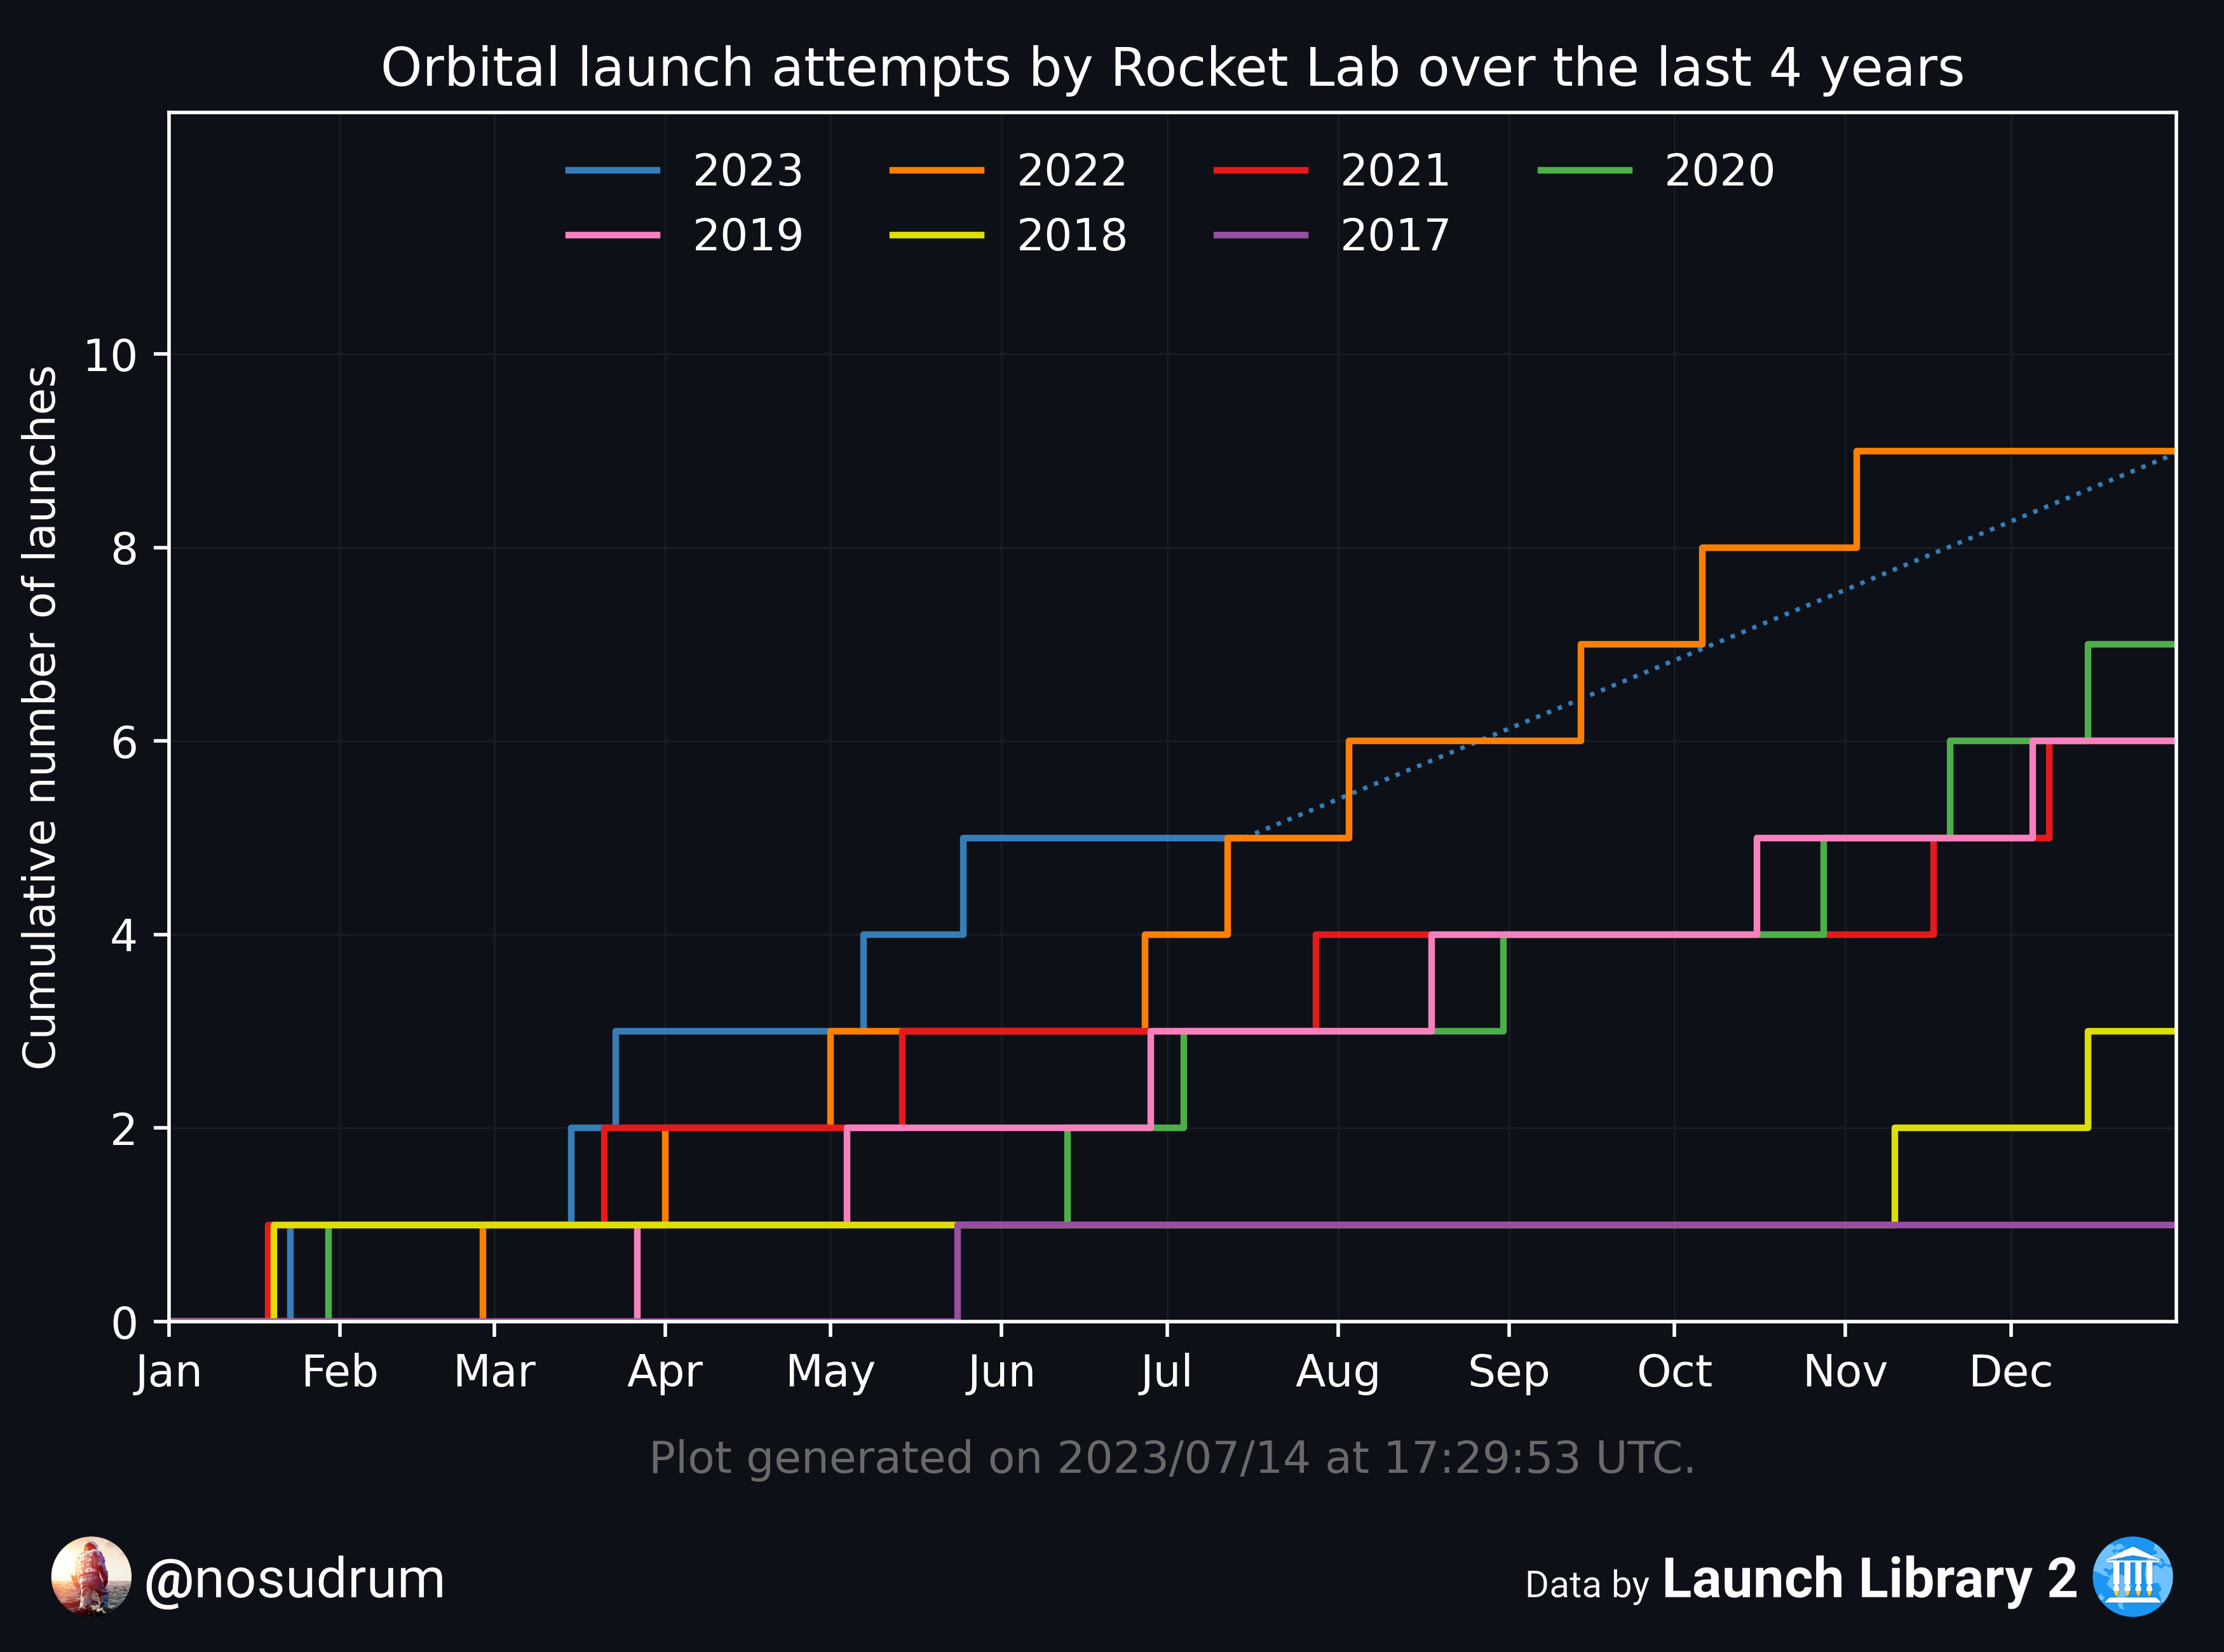 Orbital launch attempts by Rocket Lab over the last 4 years
2023 2022 2021 2020
2019 2018 2017
Cumulative number of launches
10
8
6
4
2
0
Jan Feb Mar Apr May Jun Jul Aug Sep Oct Nov Dec
Plot generated on 2023/07/14 at 17:29:53 UTC.
@nosudrum
Data by Launch Library 2